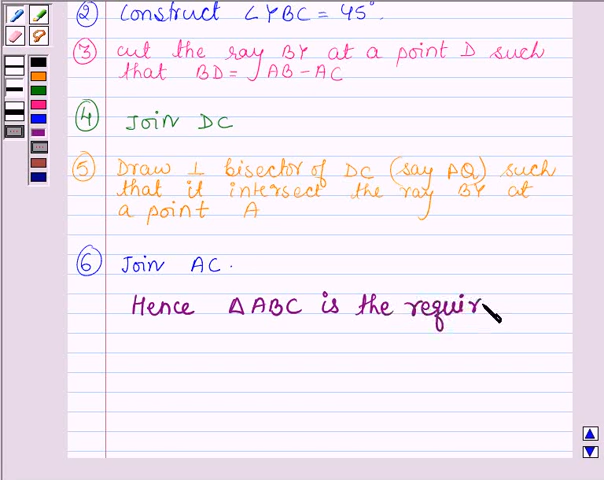 ② Construct ∠YBC = 45°.
③ cut the ray BY at a point D such
that BD = AB - AC
④ Join DC
⑤ Draw ⊥ bisector of DC (say PQ) such
that it intersect the ray BY at
a point A
⑥ Join AC.
Hence △ABC is the requir